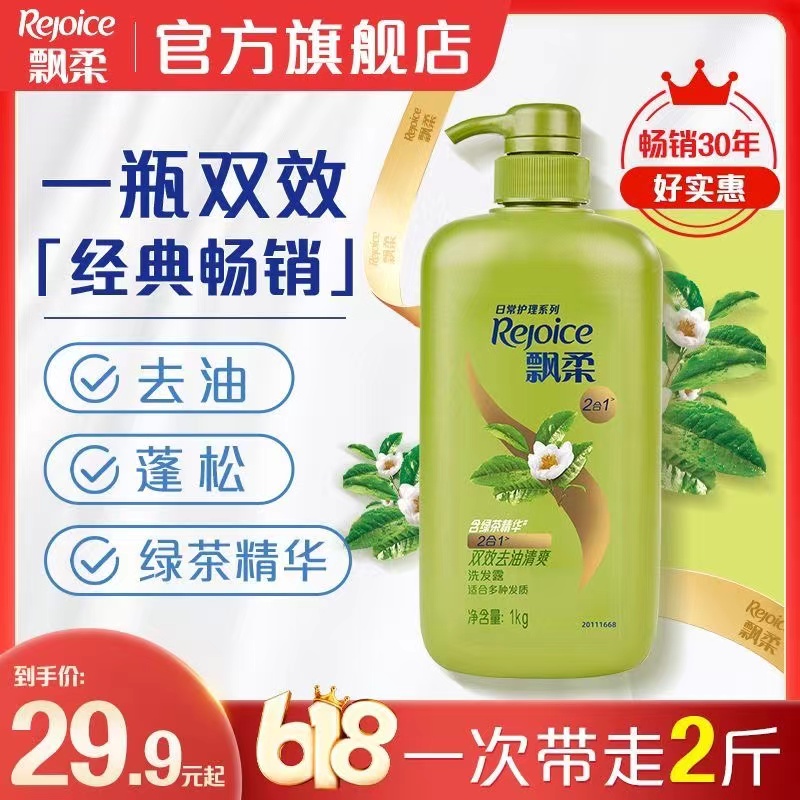 Rejoice
飘柔
官方旗舰店
畅销30年
好实惠
一瓶双效
「经典畅销」
去油
蓬松
绿茶精华
Rejoice
飘柔
日常护理系列
Rejoice
飘柔
2合1
含绿茶精华
2合1
双效去油清爽
洗发露
适合多种发质
净含量: 1kg
20111668
Rejoice
飘柔
到手价:
29.9元起
618
一次带走2斤